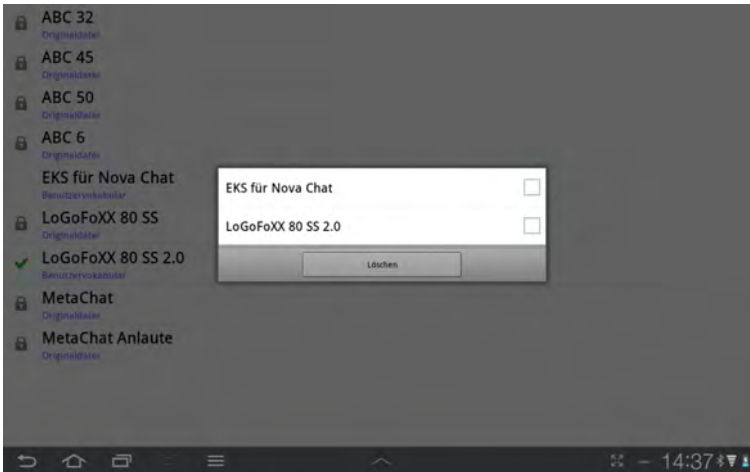 ABC 32
Originaldatei
ABC 45
Originaldatei
ABC 50
Originaldatei
ABC 6
Originaldatei
EKS für Nova Chat
Benutzervokabular
LoGoFoXX 80 SS
Originaldatei
LoGoFoXX 80 SS 2.0
Benutzervokabular
MetaChat
Originaldatei
MetaChat Anlaute
Originaldatei
EKS für Nova Chat
LoGoFoXX 80 SS 2.0
Löschen
14:37